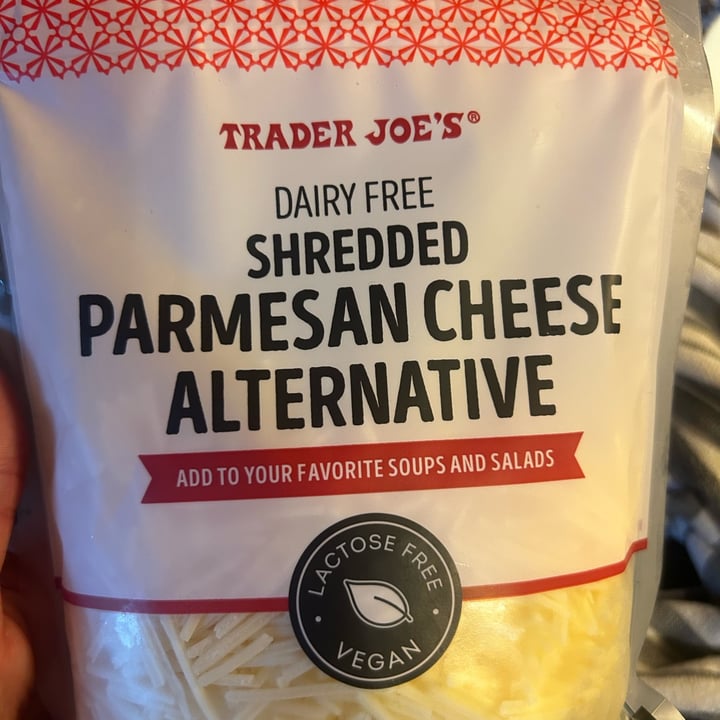 TRADER JOE'S®
DAIRY FREE
SHREDDED
PARMESAN CHEESE
ALTERNATIVE
ADD TO YOUR FAVORITE SOUPS AND SALADS
LACTOSE FREE
VEGAN